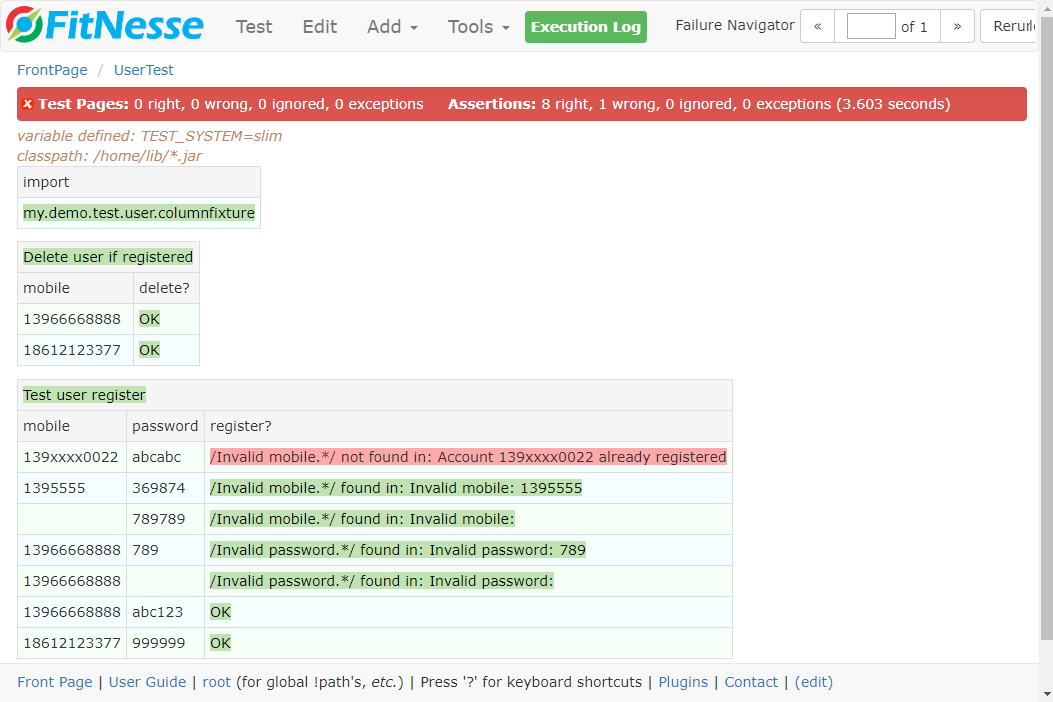 FitNesse Test Edit Add Tools Execution Log Failure Navigator « of 1 » Rerun
FrontPage / UserTest
x Test Pages: 0 right, 0 wrong, 0 ignored, 0 exceptions Assertions: 8 right, 1 wrong, 0 ignored, 0 exceptions (3.603 seconds)
variable defined: TEST_SYSTEM=slim
classpath: /home/lib/*.jar
import
my.demo.test.user.columnfixture
Delete user if registered
mobile delete?
13966668888 OK
18612123377 OK
Test user register
mobile password register?
139xxxx0022 abcabc /Invalid mobile.*/ not found in: Account 139xxxx0022 already registered
1395555 369874 /Invalid mobile.*/ found in: Invalid mobile: 1395555
789789 /Invalid mobile.*/ found in: Invalid mobile:
13966668888 789 /Invalid password.*/ found in: Invalid password: 789
13966668888 /Invalid password.*/ found in: Invalid password:
13966668888 abc123 OK
18612123377 999999 OK
Front Page | User Guide | root (for global !path's, etc.) | Press '?' for keyboard shortcuts | Plugins | Contact | (edit)